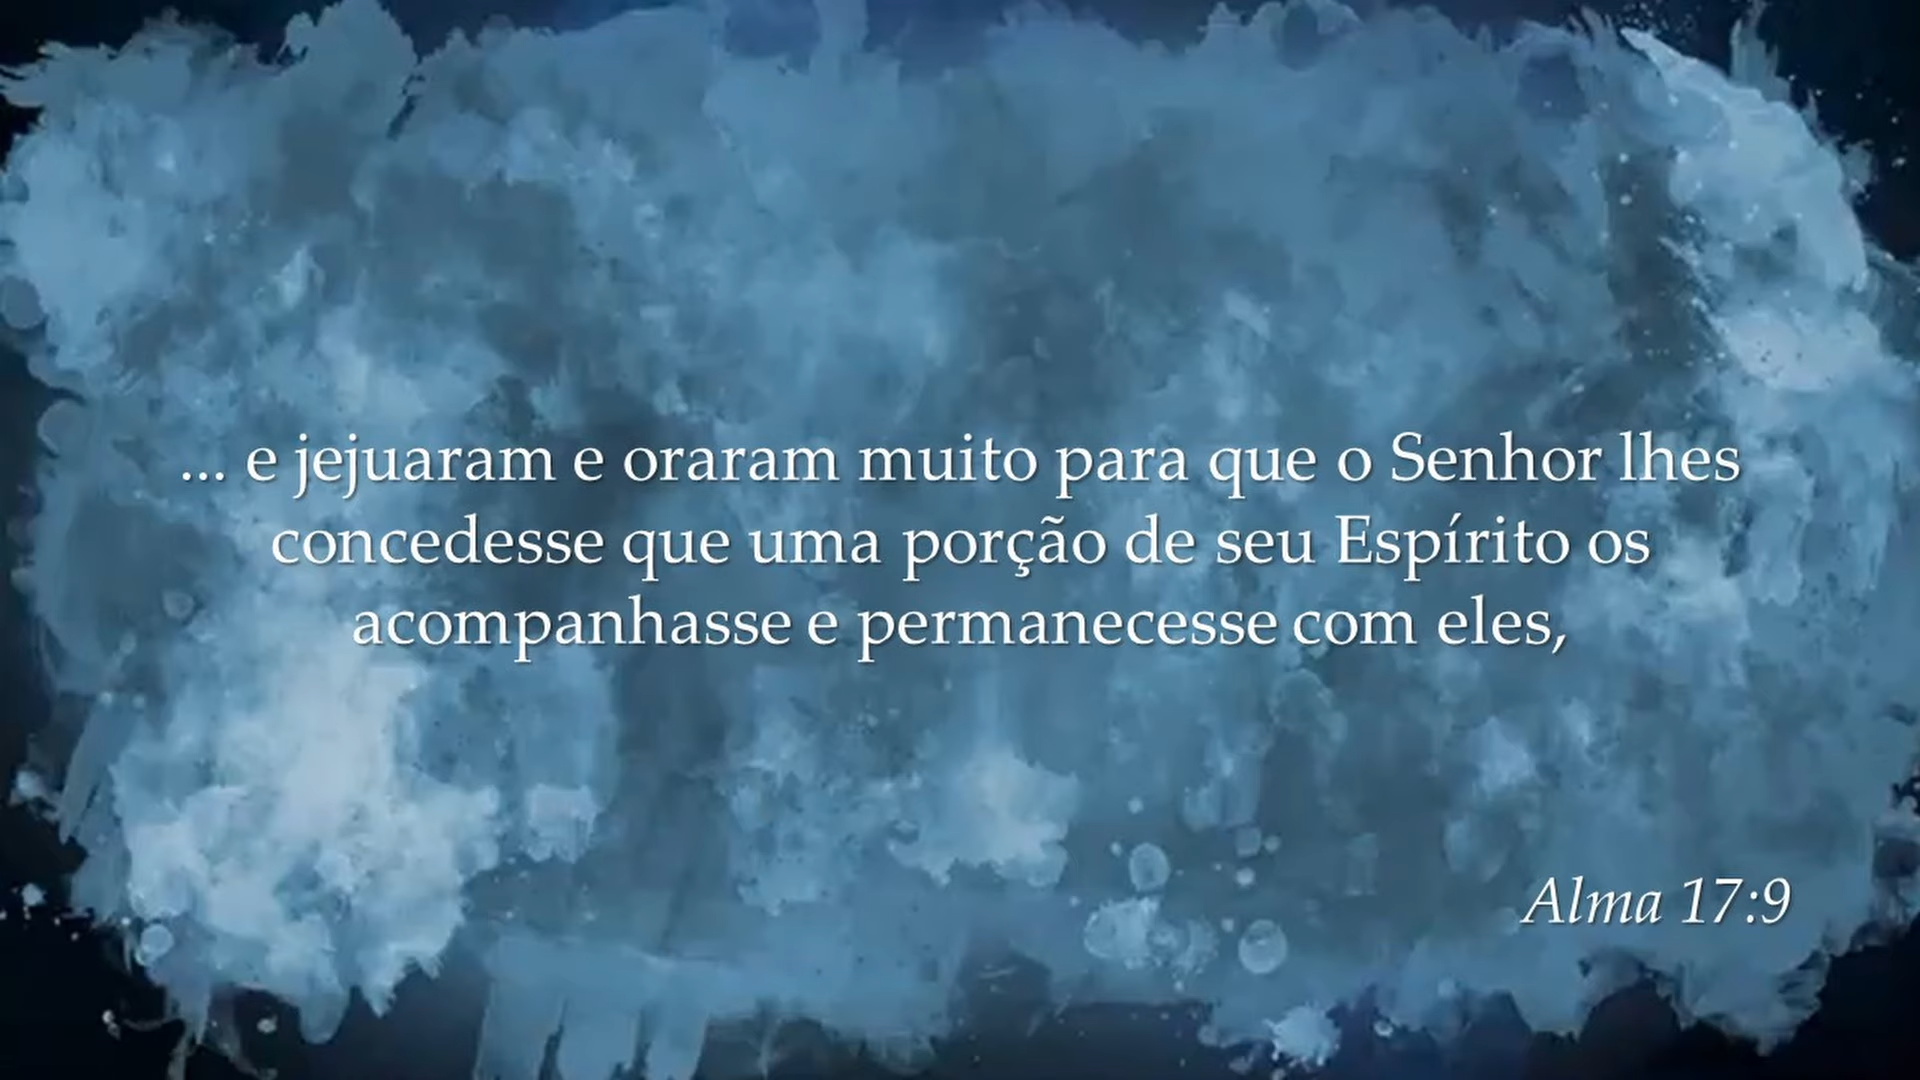 ... e jejuaram e oraram muito para que o Senhor lhes
concedesse que uma porção de seu Espírito os
acompanhasse e permanecesse com eles,
Alma 17:9